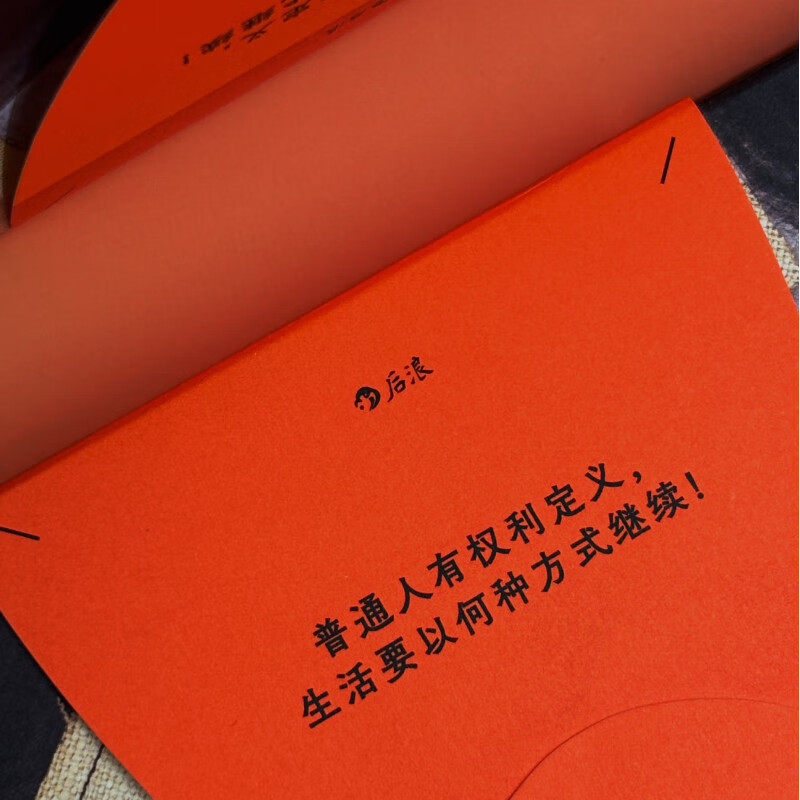 后浪
普通人有权利定义，
生活要以何种方式继续！